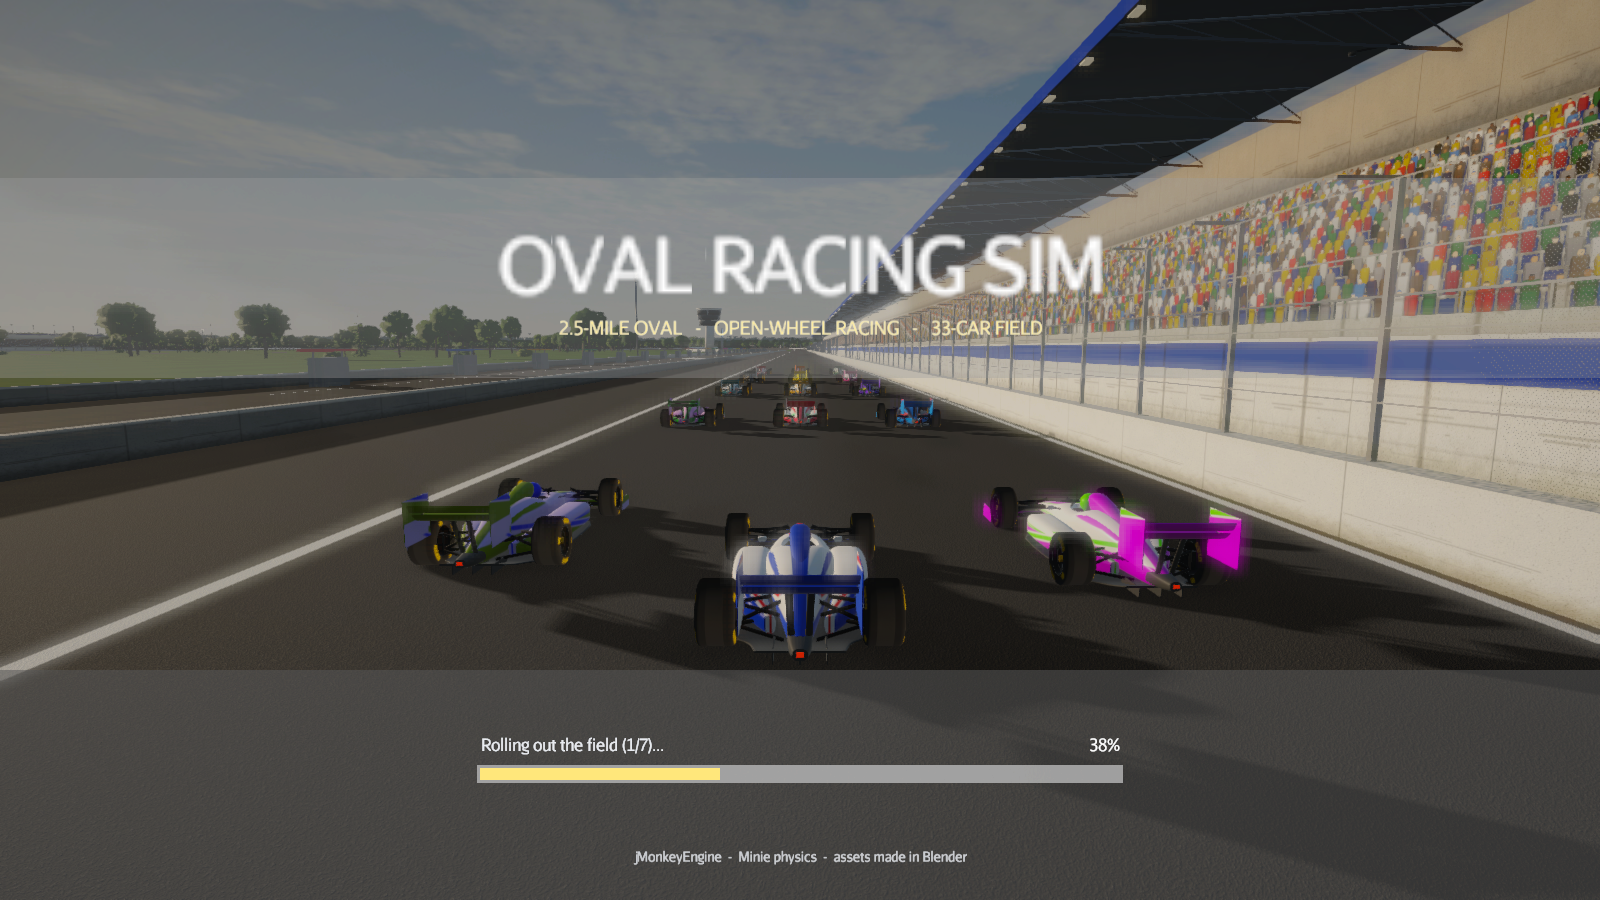 OVAL RACING SIM
2.5-MILE OVAL - OPEN-WHEEL RACING - 33-CAR FIELD
Rolling out the field (1/7)... 38%
jMonkeyEngine - Minie physics - assets made in Blender